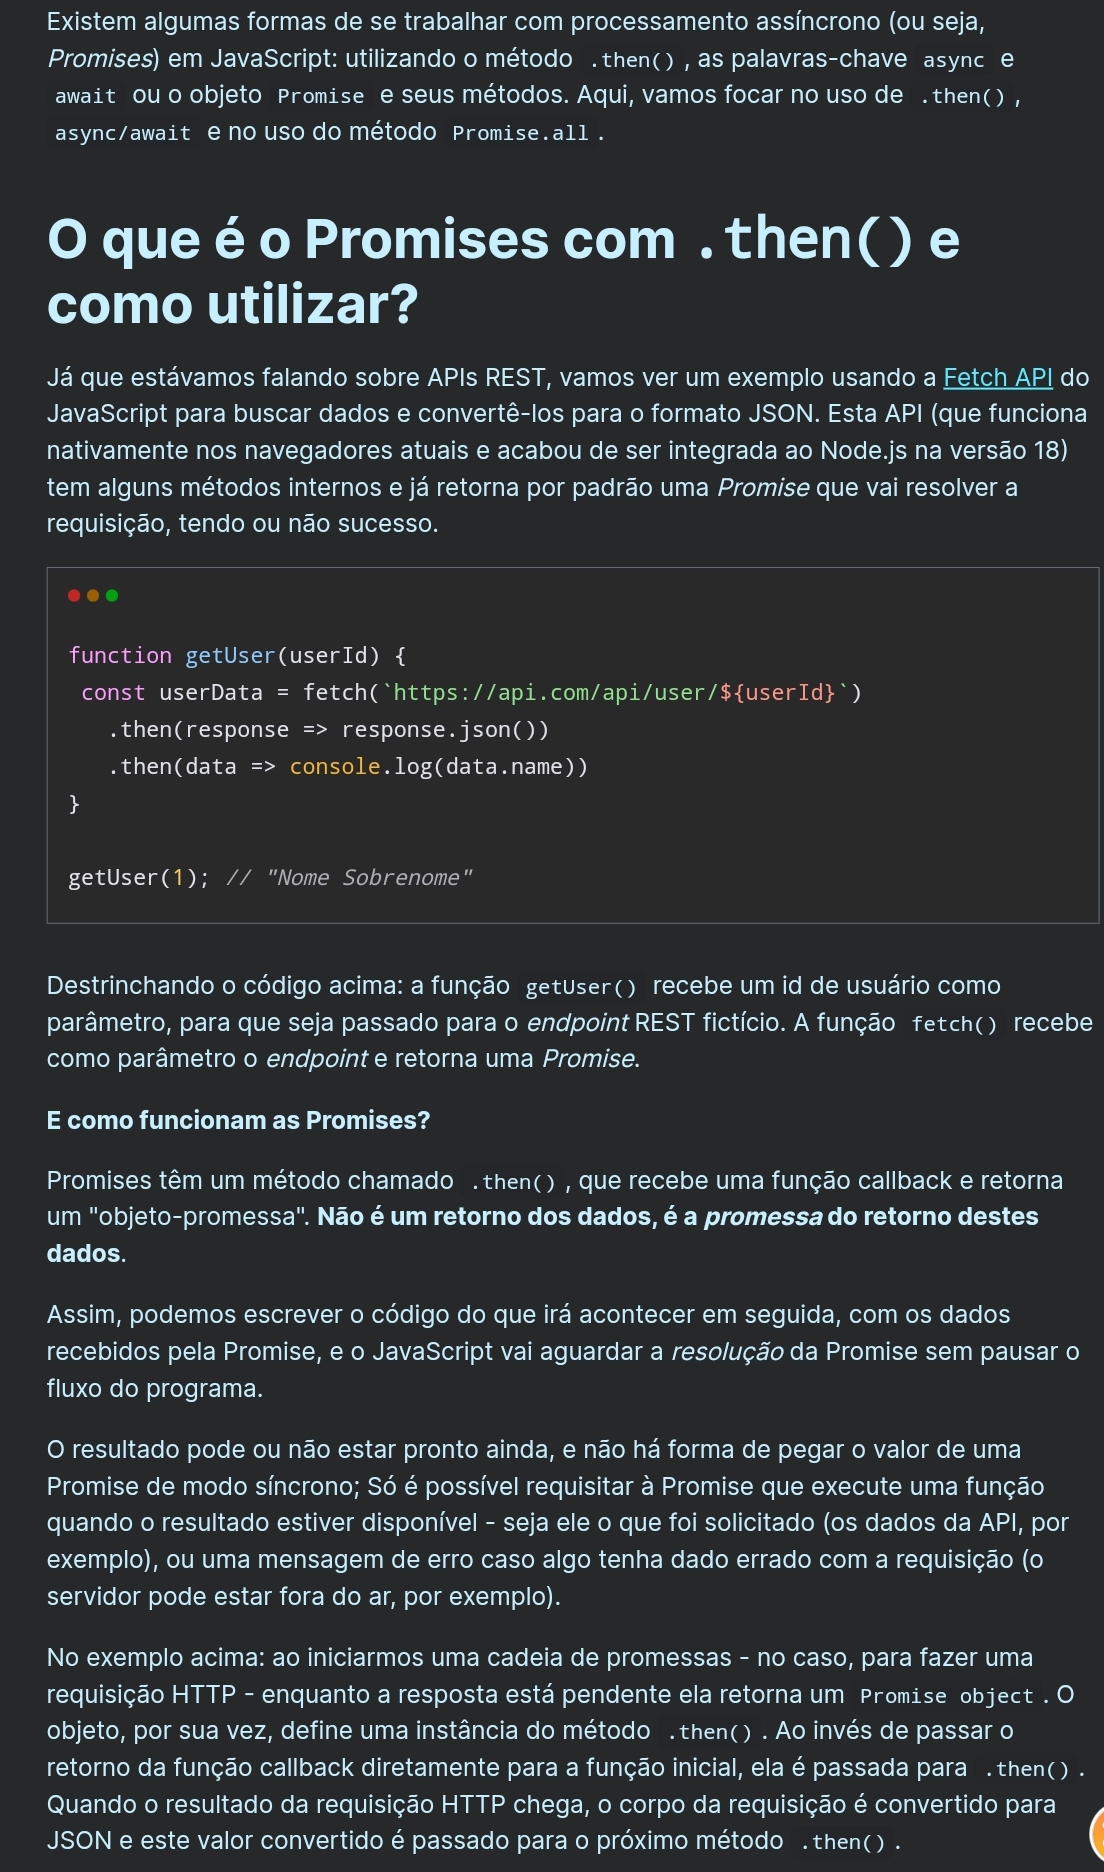 Existem algumas formas de se trabalhar com processamento assíncrono (ou seja,
Promises) em JavaScript: utilizando o método .then(), as palavras-chave async e
await ou o objeto Promise e seus métodos. Aqui, vamos focar no uso de .then(),
async/await e no uso do método Promise.all.
O que é o Promises com .then() e
como utilizar?
Já que estávamos falando sobre APIs REST, vamos ver um exemplo usando a Fetch API do
JavaScript para buscar dados e convertê-los para o formato JSON. Esta API (que funciona
nativamente nos navegadores atuais e acabou de ser integrada ao Node.js na versão 18)
tem alguns métodos internos e já retorna por padrão uma Promise que vai resolver a
requisição, tendo ou não sucesso.
function getUser(userId) {
 const userData = fetch(`https://api.com/api/user/${userId}`)
   .then(response => response.json())
   .then(data => console.log(data.name))
}
getUser(1); // "Nome Sobrenome"
Destrinchando o código acima: a função getUser() recebe um id de usuário como
parâmetro, para que seja passado para o endpoint REST fictício. A função fetch() recebe
como parâmetro o endpoint e retorna uma Promise.
E como funcionam as Promises?
Promises têm um método chamado .then(), que recebe uma função callback e retorna
um "objeto-promessa". Não é um retorno dos dados, é a promessa do retorno destes
dados.
Assim, podemos escrever o código do que irá acontecer em seguida, com os dados
recebidos pela Promise, e o JavaScript vai aguardar a resolução da Promise sem pausar o
fluxo do programa.
O resultado pode ou não estar pronto ainda, e não há forma de pegar o valor de uma
Promise de modo síncrono; Só é possível requisitar à Promise que execute uma função
quando o resultado estiver disponível - seja ele o que foi solicitado (os dados da API, por
exemplo), ou uma mensagem de erro caso algo tenha dado errado com a requisição (o
servidor pode estar fora do ar, por exemplo).
No exemplo acima: ao iniciarmos uma cadeia de promessas - no caso, para fazer uma
requisição HTTP - enquanto a resposta está pendente ela retorna um Promise object. O
objeto, por sua vez, define uma instância do método .then(). Ao invés de passar o
retorno da função callback diretamente para a função inicial, ela é passada para .then().
Quando o resultado da requisição HTTP chega, o corpo da requisição é convertido para
JSON e este valor convertido é passado para o próximo método .then().